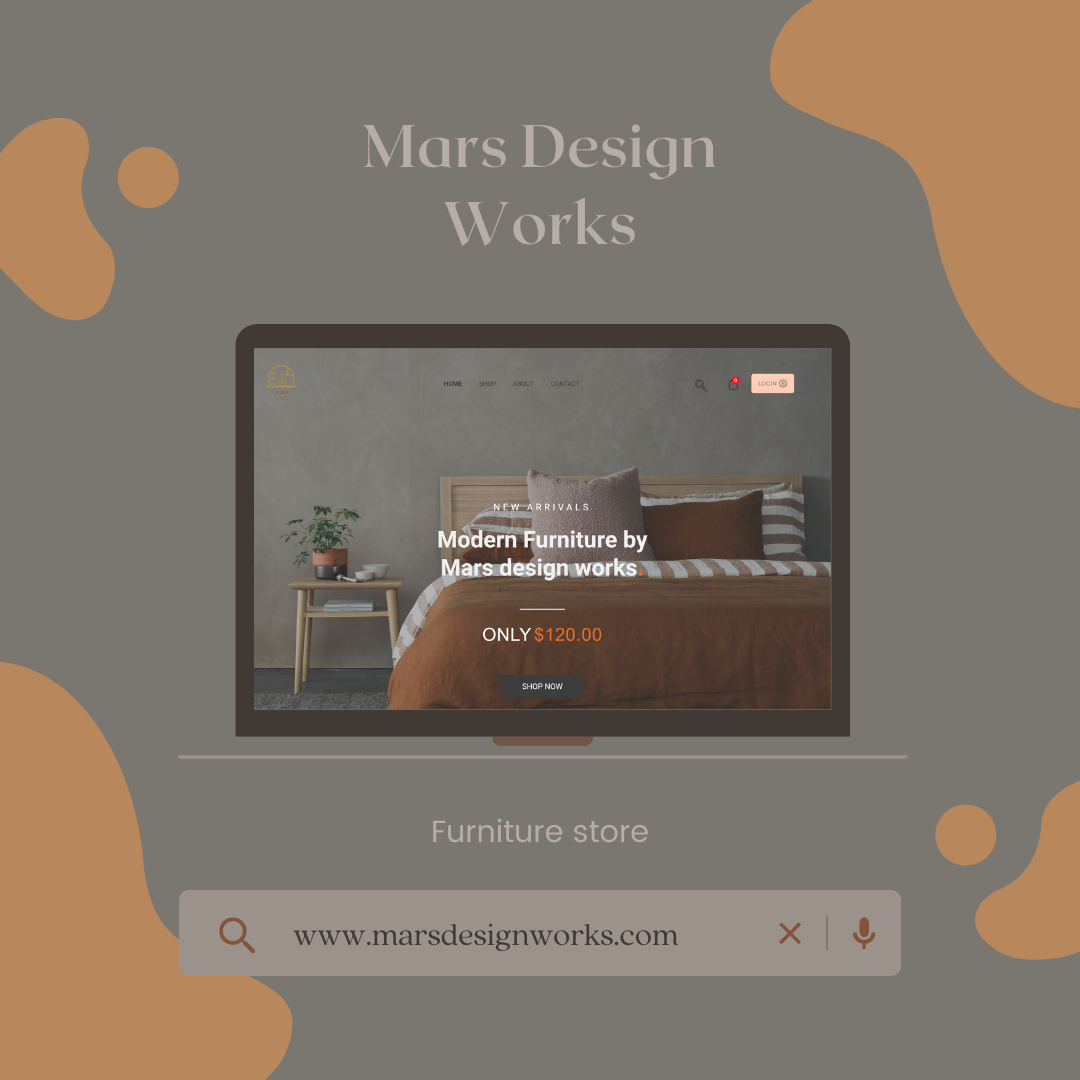 Mars Design
Works
HOME SHOP ABOUT CONTACT
LOGIN
NEW ARRIVALS
Modern Furniture by
Mars design works.
ONLY $120.00
SHOP NOW
Furniture store
www.marsdesignworks.com